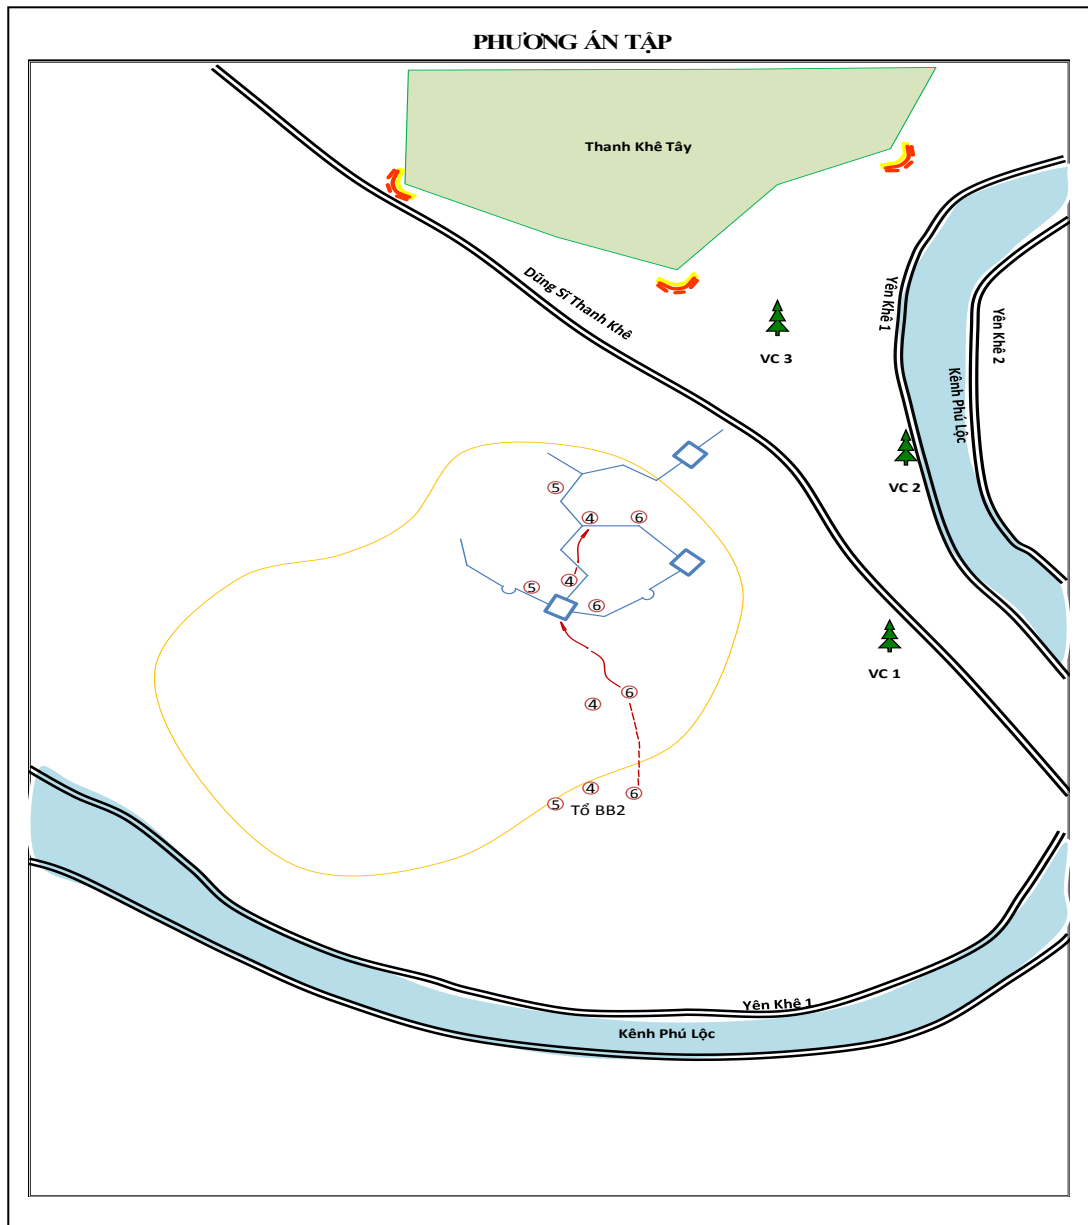 PHƯƠNG ÁN TẬP
Thanh Khê Tây
Dũng Sĩ Thanh Khê
Yên Khê 1
Yên Khê 2
VC 3
Kênh Phú Lộc
VC 2
5
4
6
4
5
6
VC 1
6
4
4
6
5
Tổ BB2
Yên Khê 1
Kênh Phú Lộc